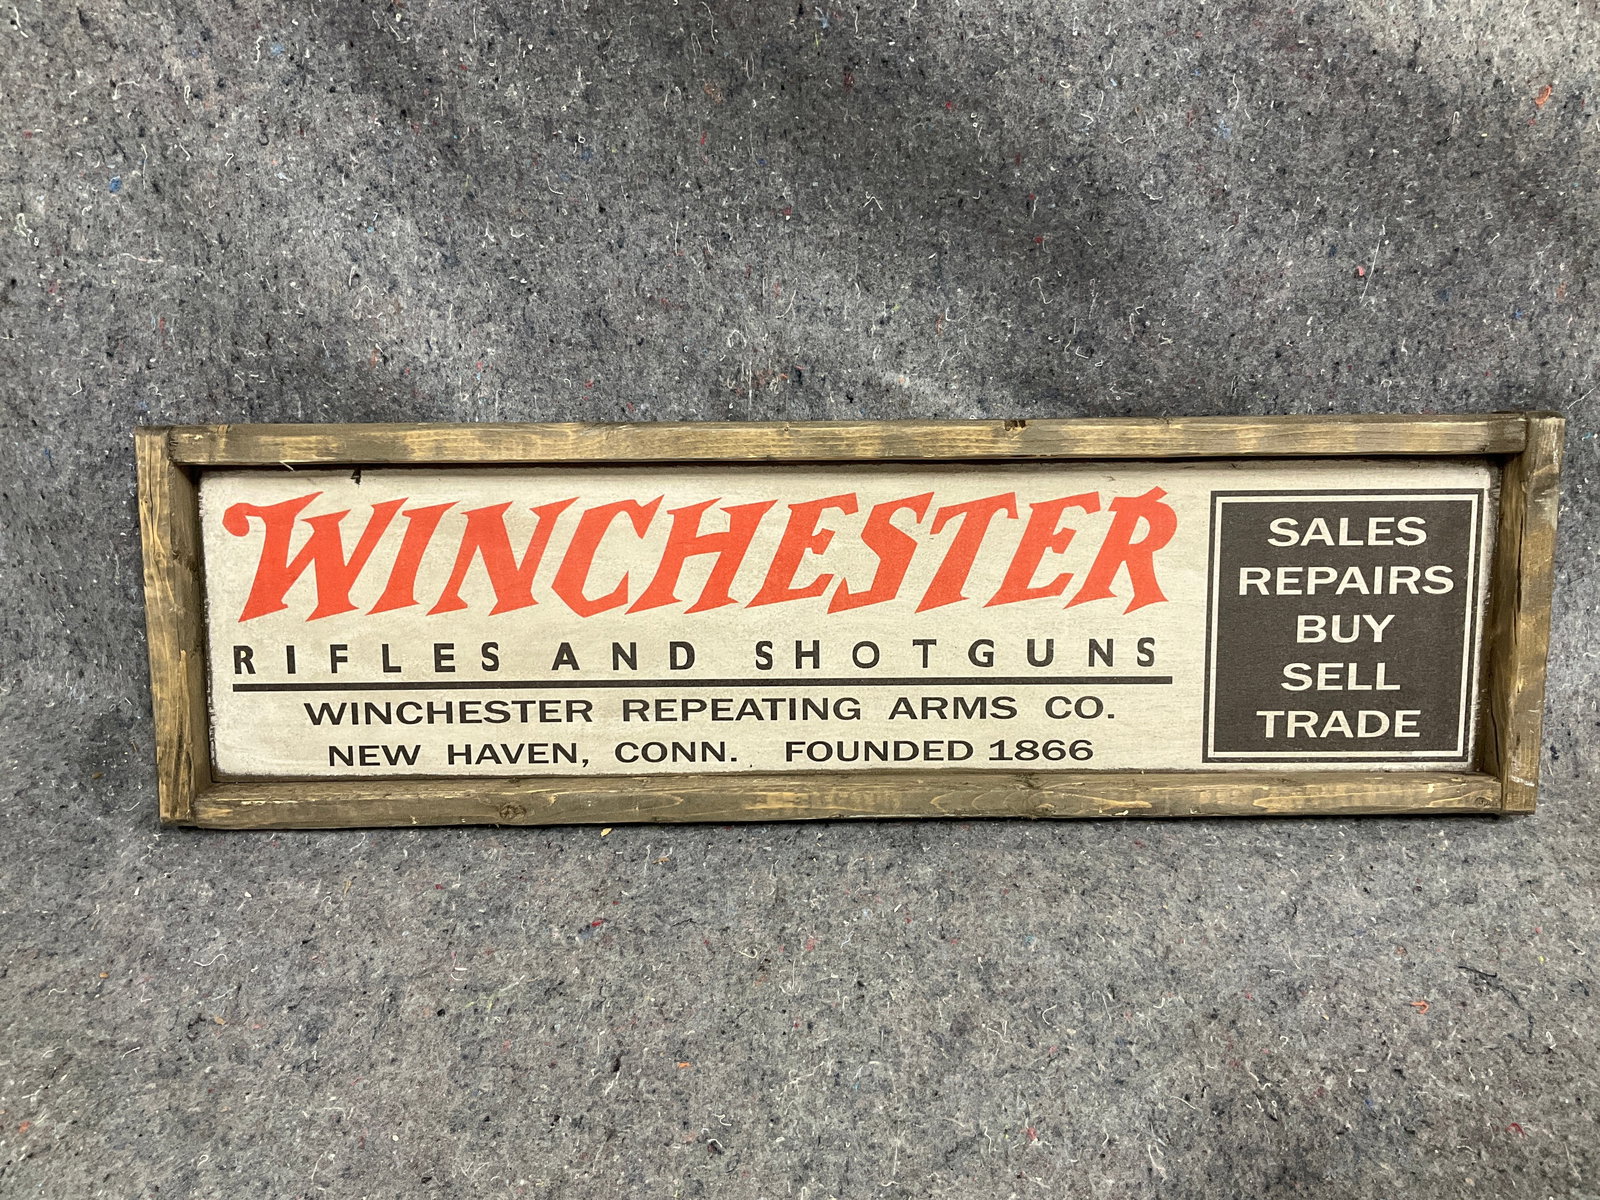 WINCHESTER
RIFLES AND SHOTGUNS
WINCHESTER REPEATING ARMS CO.
NEW HAVEN, CONN. FOUNDED 1866
SALES
REPAIRS
BUY
SELL
TRADE